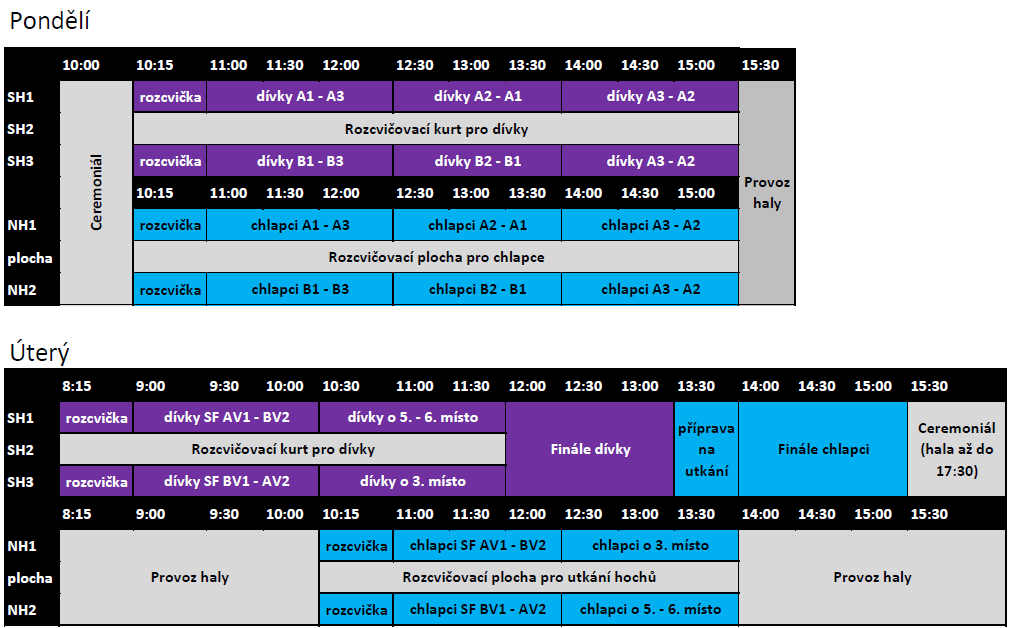 Pondělí
10:00 10:15 11:00 11:30 12:00 12:30 13:00 13:30 14:00 14:30 15:00 15:30
SH1 rozcvička dívky A1 - A3 dívky A2 - A1 dívky A3 - A2
SH2 Rozcvičovací kurt pro dívky
SH3 rozcvička dívky B1 - B3 dívky B2 - B1 dívky A3 - A2
Ceremoniál
Provoz
haly
10:15 11:00 11:30 12:00 12:30 13:00 13:30 14:00 14:30 15:00
NH1 rozcvička chlapci A1 - A3 chlapci A2 - A1 chlapci A3 - A2
plocha Rozcvičovací plocha pro chlapce
NH2 rozcvička chlapci B1 - B3 chlapci B2 - B1 chlapci A3 - A2
Úterý
8:15 9:00 9:30 10:00 10:30 11:00 11:30 12:00 12:30 13:00 13:30 14:00 14:30 15:00 15:30
SH1 rozcvička dívky SF AV1 - BV2 dívky o 5. - 6. místo
SH2 Rozcvičovací kurt pro dívky
SH3 rozcvička dívky SF BV1 - AV2 dívky o 3. místo
Finále dívky
příprava
na
utkání
Finále chlapci
Ceremoniál
(hala až do
17:30)
8:15 9:00 9:30 10:00 10:15 11:00 11:30 12:00 12:30 13:00 13:30 14:00 14:30 15:00 15:30
NH1 rozcvička chlapci SF AV1 - BV2 chlapci o 3. místo
plocha Provoz haly Rozcvičovací plocha pro utkání hochů Provoz haly
NH2 rozcvička chlapci SF BV1 - AV2 chlapci o 5. - 6. místo